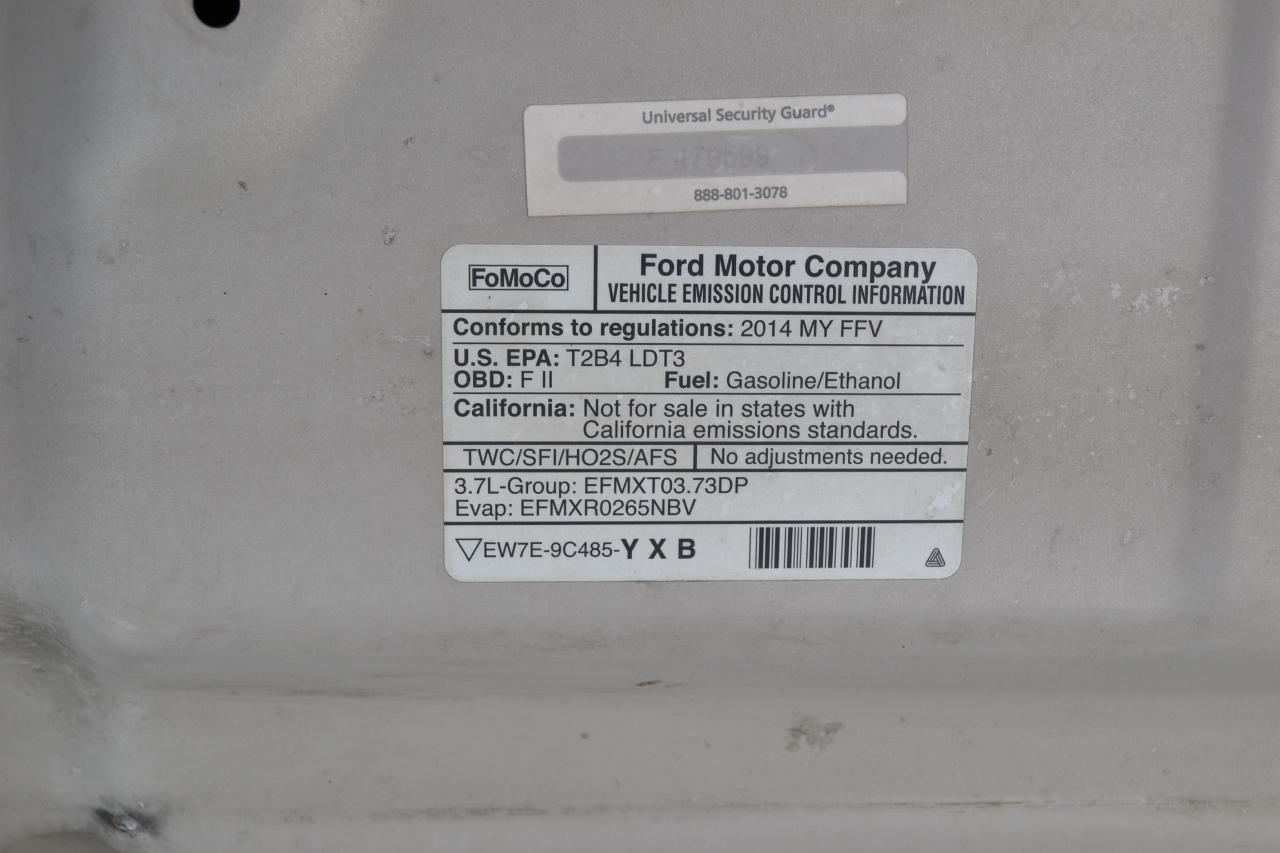 Universal Security Guard®
F 479599
888-801-3078
FoMoCo
Ford Motor Company
VEHICLE EMISSION CONTROL INFORMATION
Conforms to regulations: 2014 MY FFV
U.S. EPA: T2B4 LDT3
OBD: F II Fuel: Gasoline/Ethanol
California: Not for sale in states with
California emissions standards.
TWC/SFI/HO2S/AFS No adjustments needed.
3.7L-Group: EFMXT03.73DP
Evap: EFMXR0265NBV
EW7E-9C485-Y X B